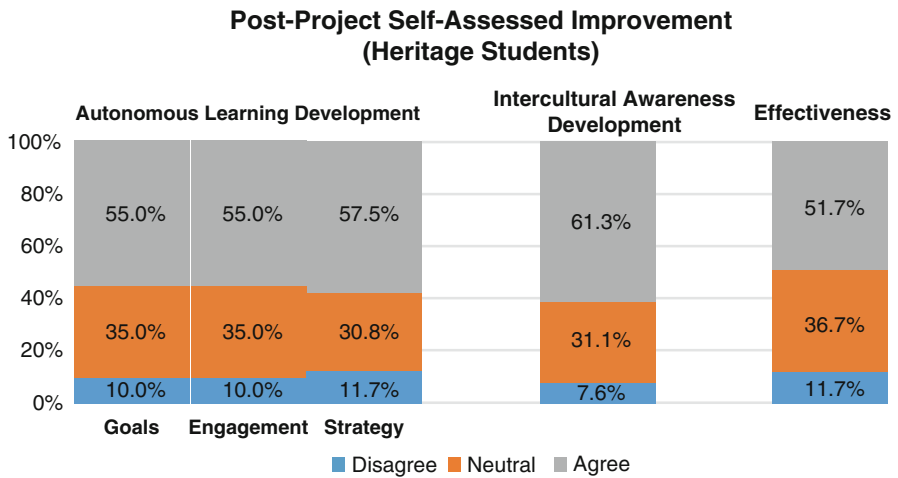 Post-Project Self-Assessed Improvement
(Heritage Students)
Autonomous Learning Development
Intercultural Awareness
Development
Effectiveness
100%
80%
60%
40%
20%
0%
55.0% 55.0% 57.5% 61.3% 51.7%
35.0% 35.0% 30.8% 31.1% 36.7%
10.0% 10.0% 11.7% 7.6% 11.7%
Goals Engagement Strategy
Disagree Neutral Agree